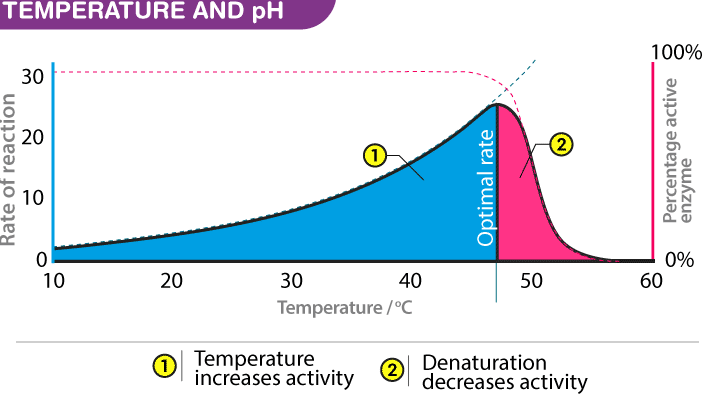 TEMPERATURE AND pH
100%
30
20
10
0
Rate of reaction
1
Optimal rate
2
Percentage active
enzyme
0%
10 20 30 40 50 60
Temperature / °C
1 Temperature
increases activity
2 Denaturation
decreases activity